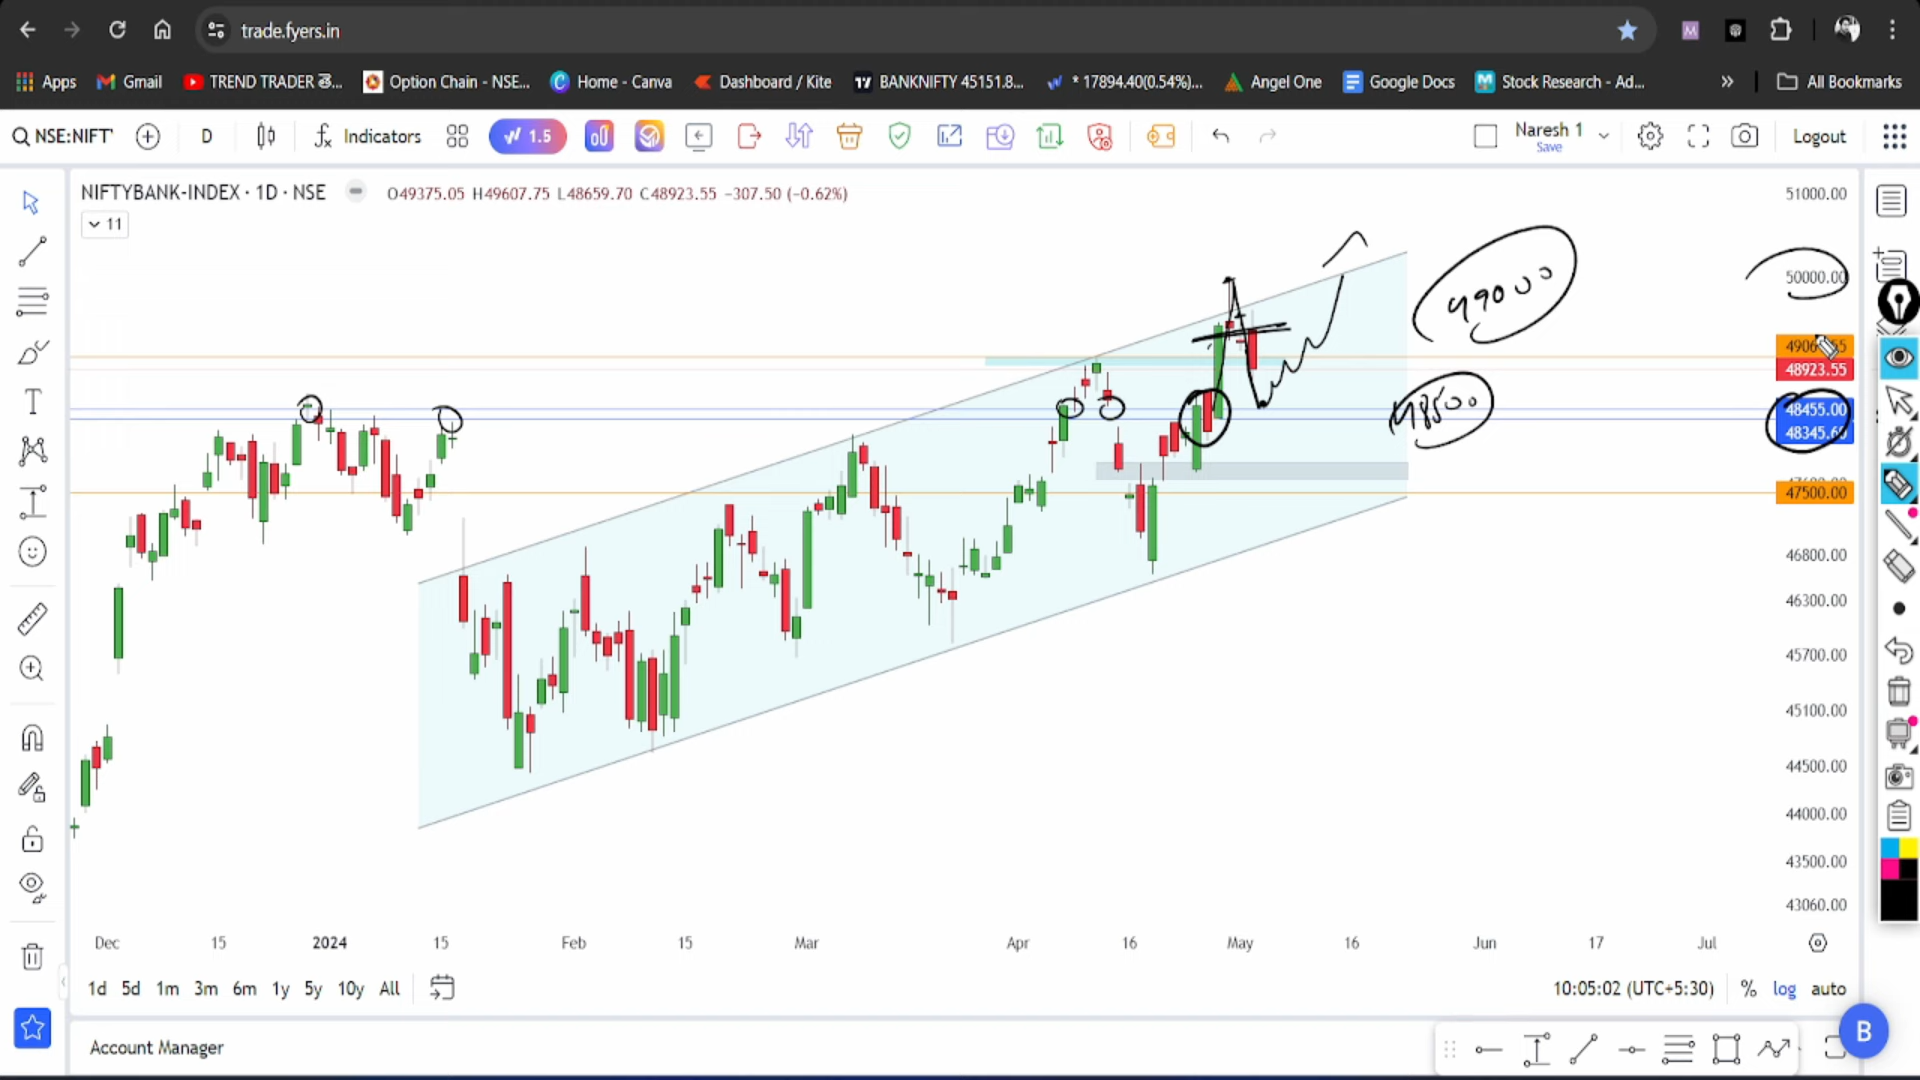 trade.fyers.in
Apps Gmail TREND TRADER తె... Option Chain - NSE... Home - Canva Dashboard / Kite BANKNIFTY 45151.8... * 17894.40(0.54%)... Angel One Google Docs Stock Research - Ad... » All Bookmarks
NSE:NIFT' D Indicators 1.5 Naresh 1 Logout
Save
NIFTYBANK-INDEX · 1D · NSE O49375.05 H49607.75 L48659.70 C48923.55 −307.50 (−0.62%)
11
51000.00
50000.00
49000
48923.55
48500
48455.00
48345.6
47500.00
46800.00
46300.00
45700.00
45100.00
44500.00
44000.00
43500.00
43060.00
Dec 15 2024 15 Feb 15 Mar Apr 16 May 16 Jun 17 Jul
1d 5d 1m 3m 6m 1y 5y 10y All 10:05:02 (UTC+5:30) % log auto
Account Manager
B